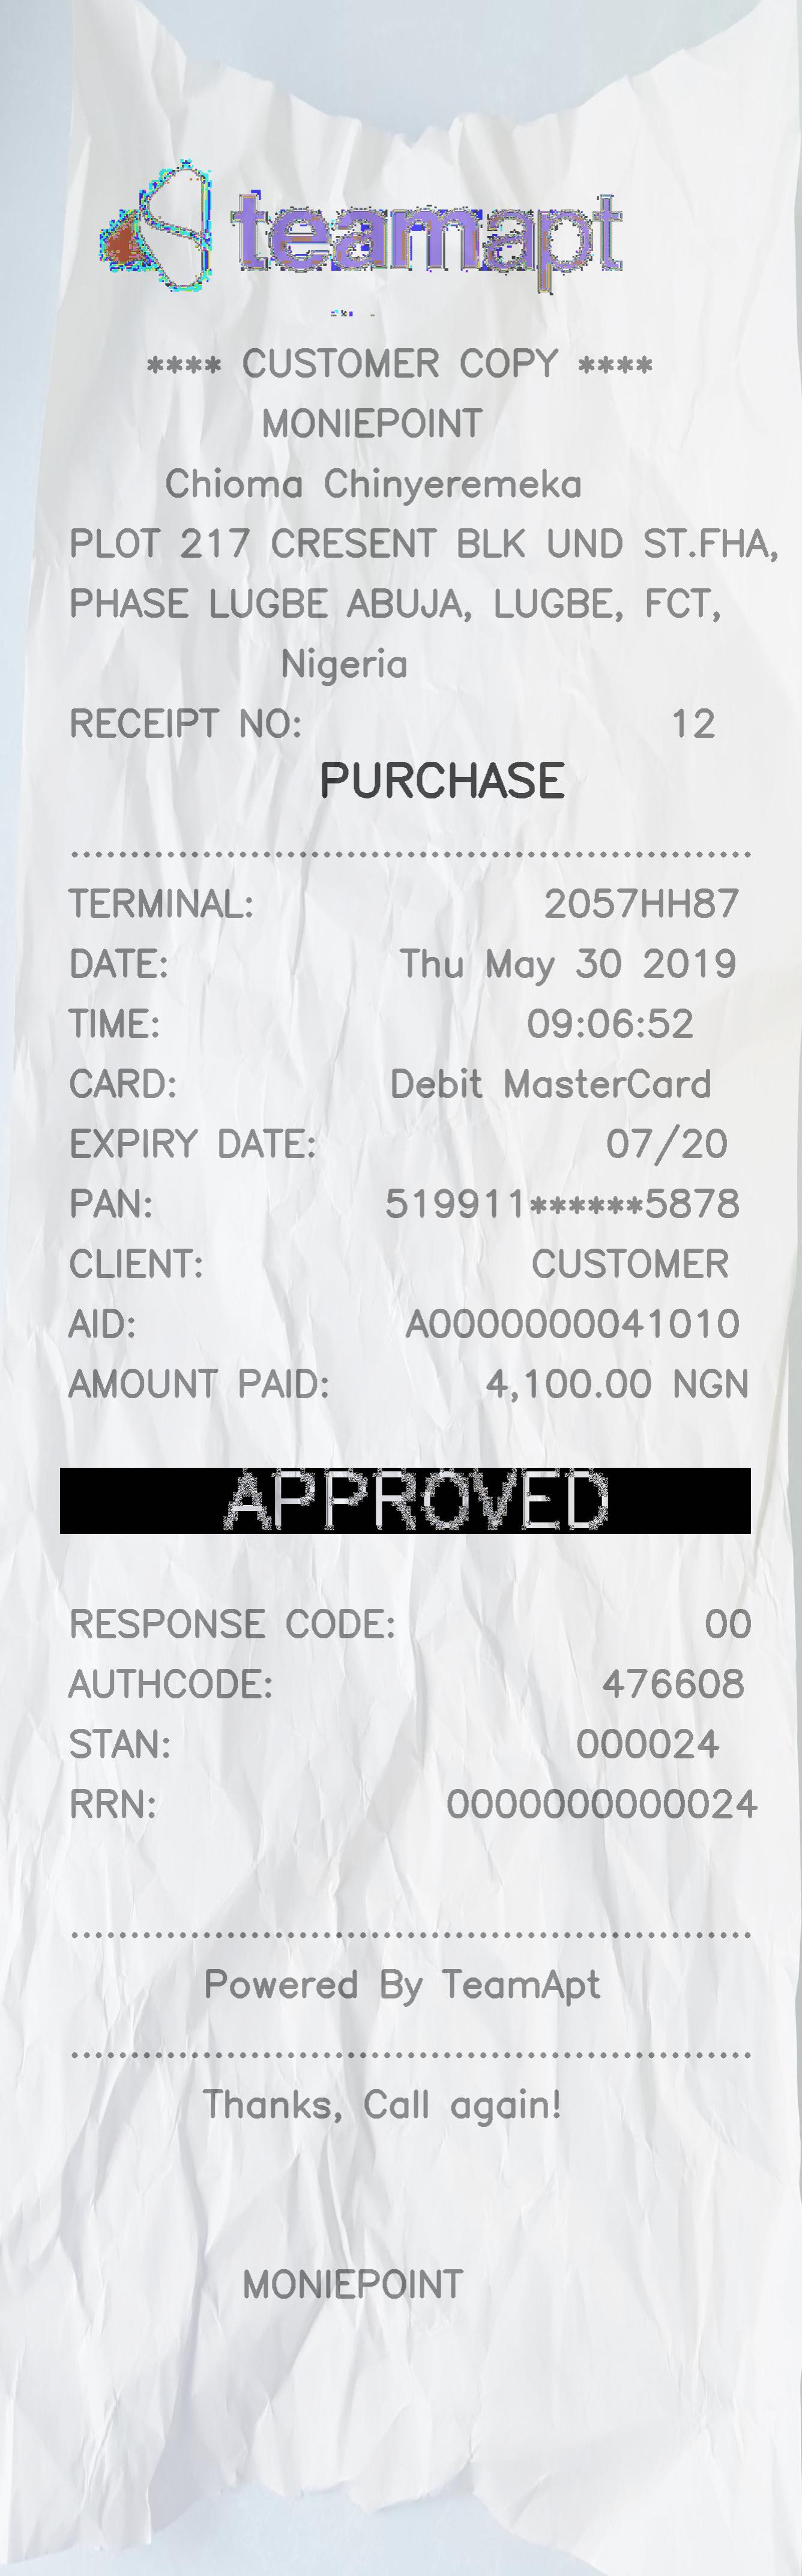 teamapt
**** CUSTOMER COPY ****
MONIEPOINT
Chioma Chinyeremeka
PLOT 217 CRESENT BLK UND ST.FHA,
PHASE LUGBE ABUJA, LUGBE, FCT,
Nigeria
RECEIPT NO: 12
PURCHASE
TERMINAL: 2057HH87
DATE: Thu May 30 2019
TIME: 09:06:52
CARD: Debit MasterCard
EXPIRY DATE: 07/20
PAN: 519911******5878
CLIENT: CUSTOMER
AID: A0000000041010
AMOUNT PAID: 4,100.00 NGN
APPROVED
RESPONSE CODE: 00
AUTHCODE: 476608
STAN: 000024
RRN: 0000000000024
Powered By TeamApt
Thanks, Call again!
MONIEPOINT